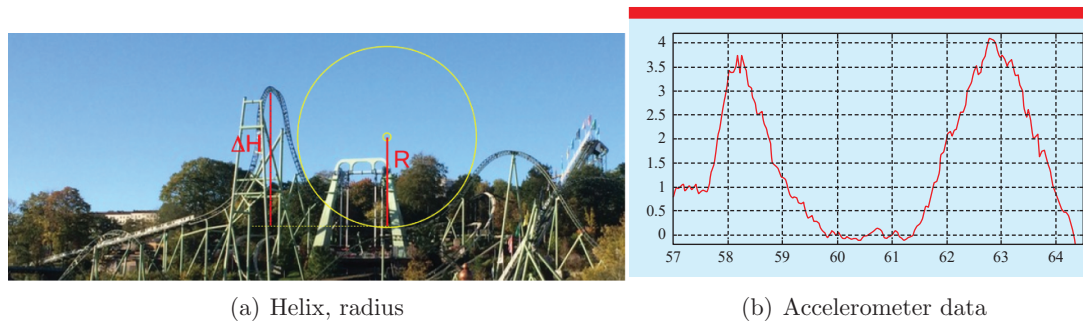 ΔH
R
4
3.5
3
2.5
2
1.5
1
0.5
0
57 58 59 60 61 62 63 64
(a) Helix, radius
(b) Accelerometer data